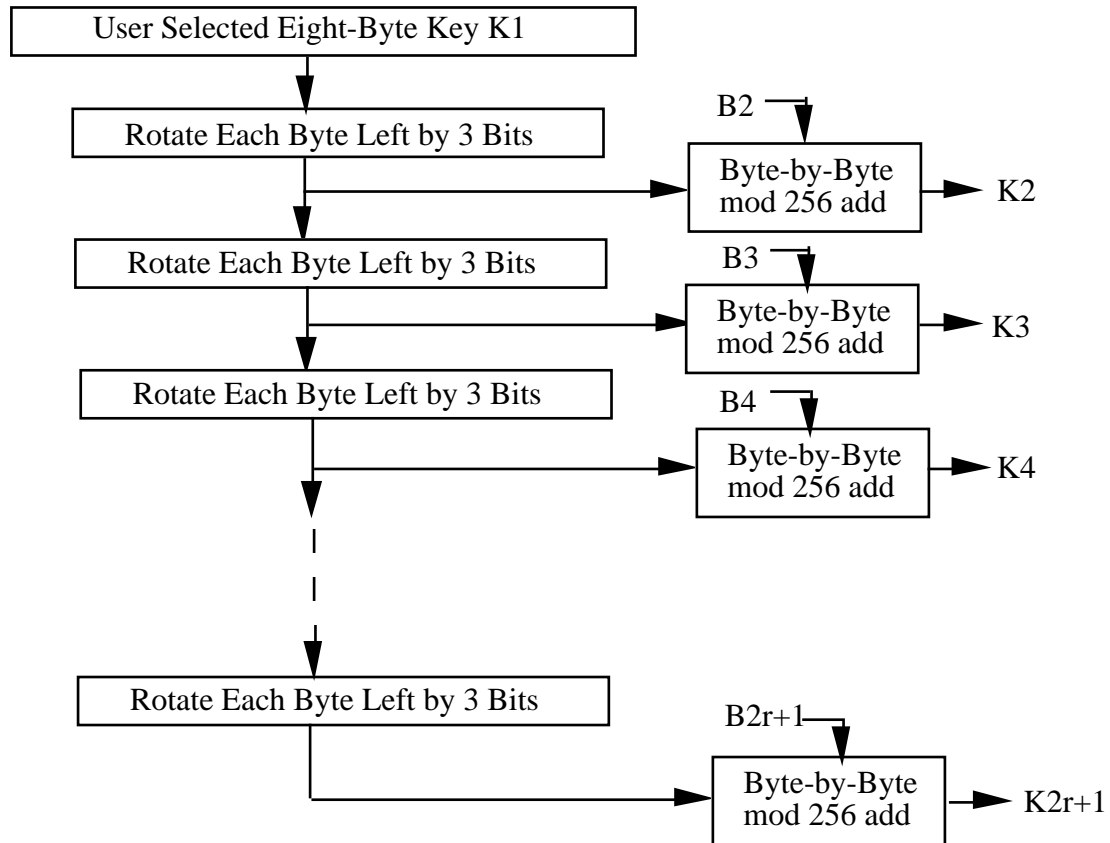 User Selected Eight-Byte Key K1
Rotate Each Byte Left by 3 Bits
B2
Byte-by-Byte
mod 256 add
K2
Rotate Each Byte Left by 3 Bits
B3
Byte-by-Byte
mod 256 add
K3
Rotate Each Byte Left by 3 Bits
B4
Byte-by-Byte
mod 256 add
K4
Rotate Each Byte Left by 3 Bits
B2r+1
Byte-by-Byte
mod 256 add
K2r+1